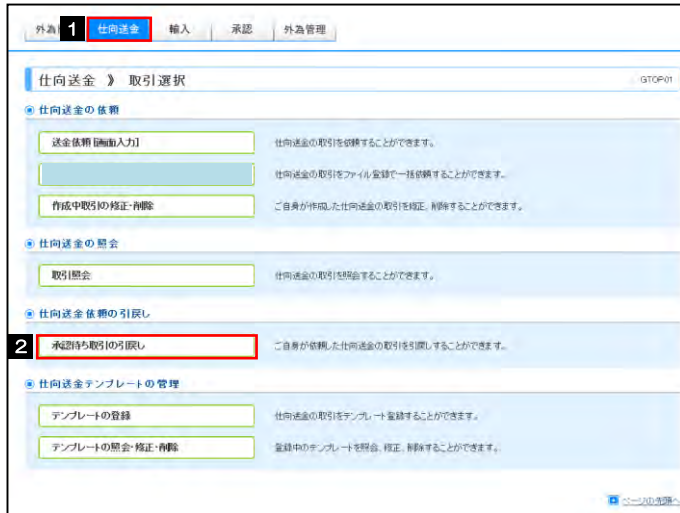 外為 1 仕向送金 輸入 承認 外為管理
仕向送金 》 取引選択 GTOP01
仕向送金の依頼
送金依頼[画面入力] 仕向送金の取引を依頼することができます。
仕向送金の取引をファイル登録で一括依頼することができます。
作成中取引の修正・削除 ご自身が作成した仕向送金の取引を修正、削除することができます。
仕向送金の照会
取引照会 仕向送金の取引を照会することができます。
仕向送金依頼の引戻し
2 承認待ち取引の引戻し ご自身が依頼した仕向送金の取引を引戻しすることができます。
仕向送金テンプレートの管理
テンプレートの登録 仕向送金の取引をテンプレート登録することができます。
テンプレートの照会・修正・削除 登録中のテンプレートを照会、修正、削除することができます。
ページの先頭へ